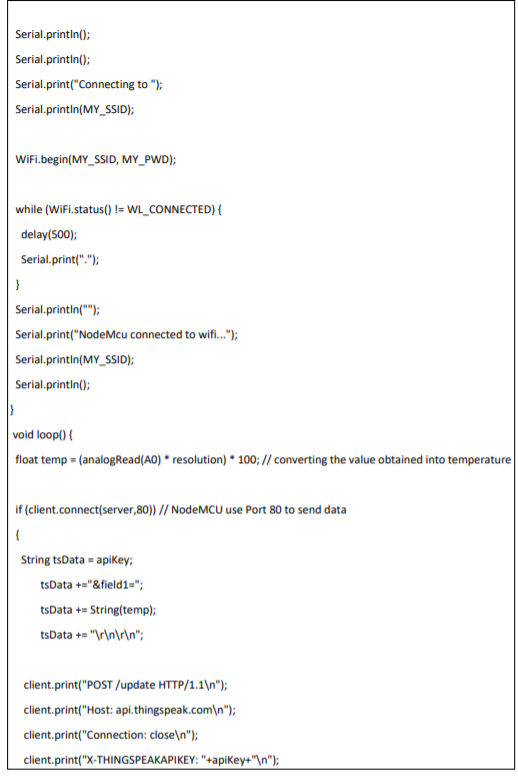 Serial.println();
Serial.println();
Serial.print("Connecting to ");
Serial.println(MY_SSID);
WiFi.begin(MY_SSID, MY_PWD);
while (WiFi.status() != WL_CONNECTED) {
delay(500);
Serial.print(".");
}
Serial.println("");
Serial.print("NodeMcu connected to wifi...");
Serial.println(MY_SSID);
Serial.println();
}
void loop() {
float temp = (analogRead(A0) * resolution) * 100; // converting the value obtained into temperature
if (client.connect(server,80)) // NodeMCU use Port 80 to send data
{
String tsData = apiKey;
tsData +="&field1=";
tsData += String(temp);
tsData += "\r\n\r\n";
client.print("POST /update HTTP/1.1\n");
client.print("Host: api.thingspeak.com\n");
client.print("Connection: close\n");
client.print("X-THINGSPEAKAPIKEY: "+apiKey+"\n");